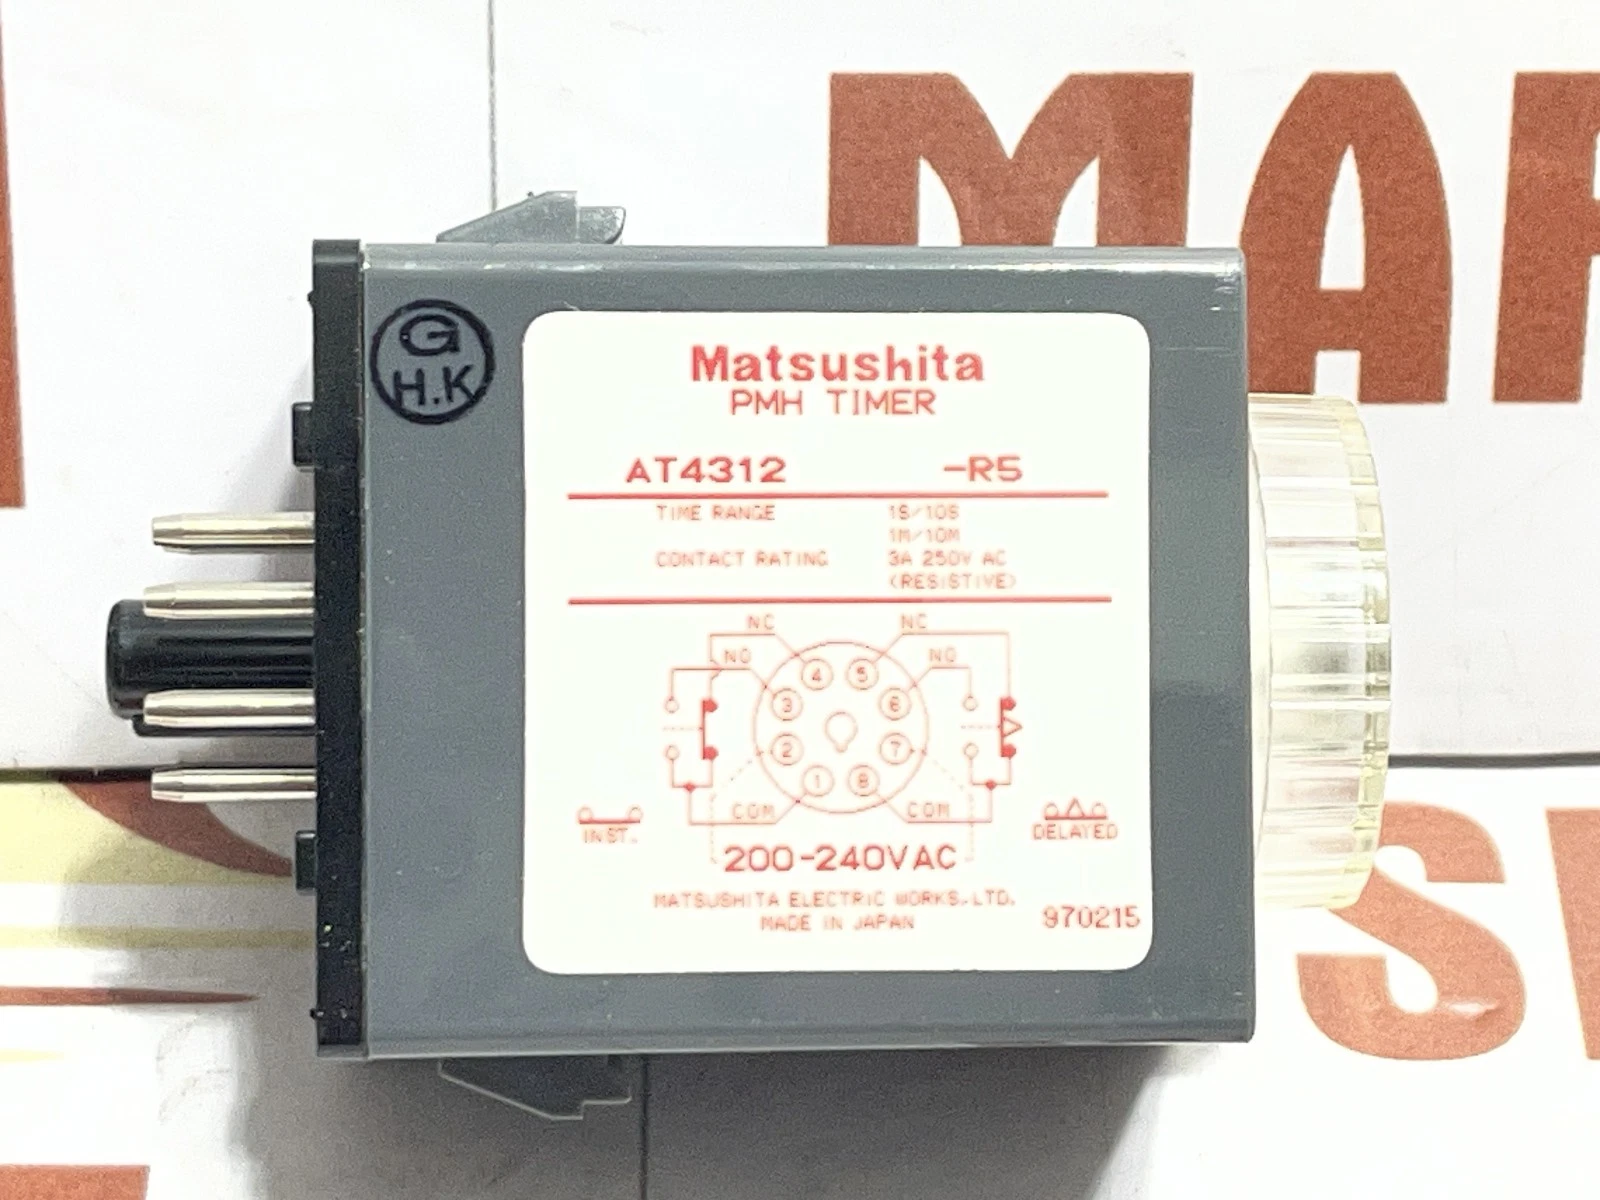 MAR
G
H.K
Matsushita
PMH TIMER
AT4312 -R5
TIME RANGE 1S/10S
1M/10M
CONTACT RATING 3A 250V AC
(RESISTIVE)
NC NC
NO NO
4 5
3 6
2 7
1 8
COM COM
INST. DELAYED
200-240VAC
MATSUSHITA ELECTRIC WORKS,LTD.
MADE IN JAPAN 970215